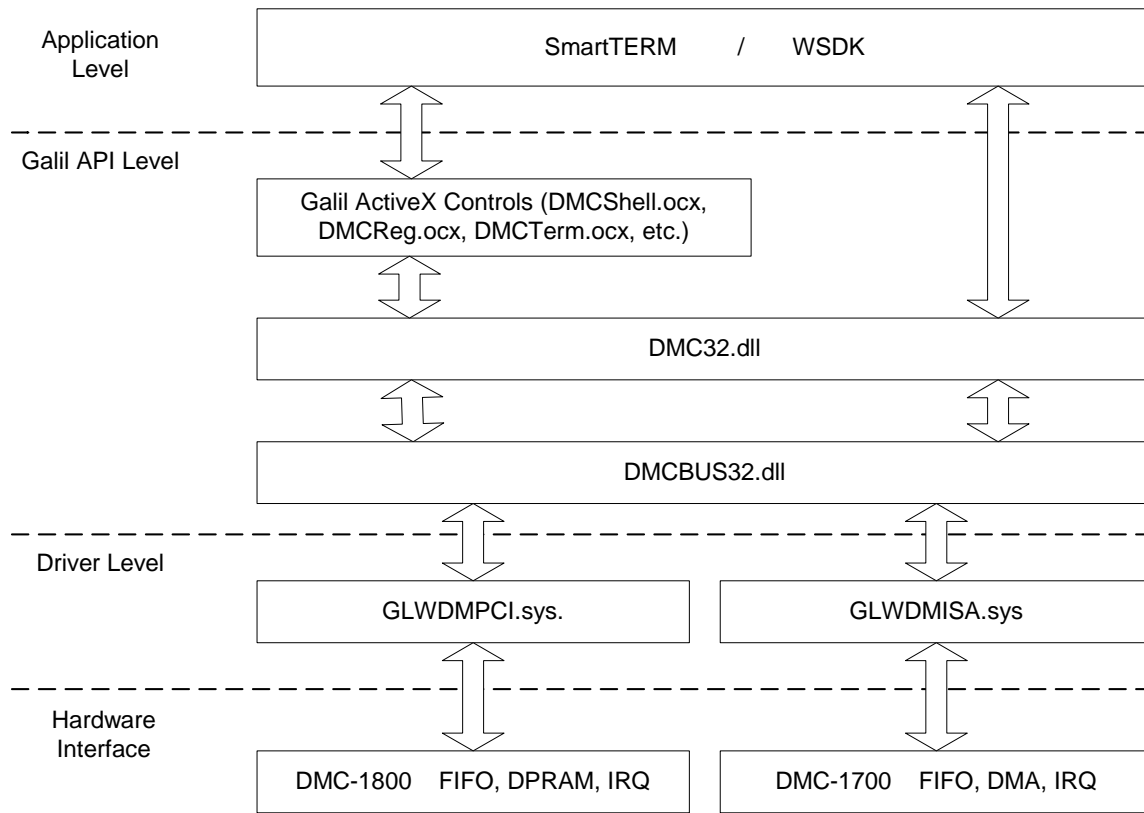 Application
Level
SmartTERM / WSDK
Galil API Level
Galil ActiveX Controls (DMCShell.ocx,
DMCReg.ocx, DMCTerm.ocx, etc.)
DMC32.dll
DMCBUS32.dll
Driver Level
GLWDMPCI.sys.
GLWDMISA.sys
Hardware
Interface
DMC-1800 FIFO, DPRAM, IRQ
DMC-1700 FIFO, DMA, IRQ